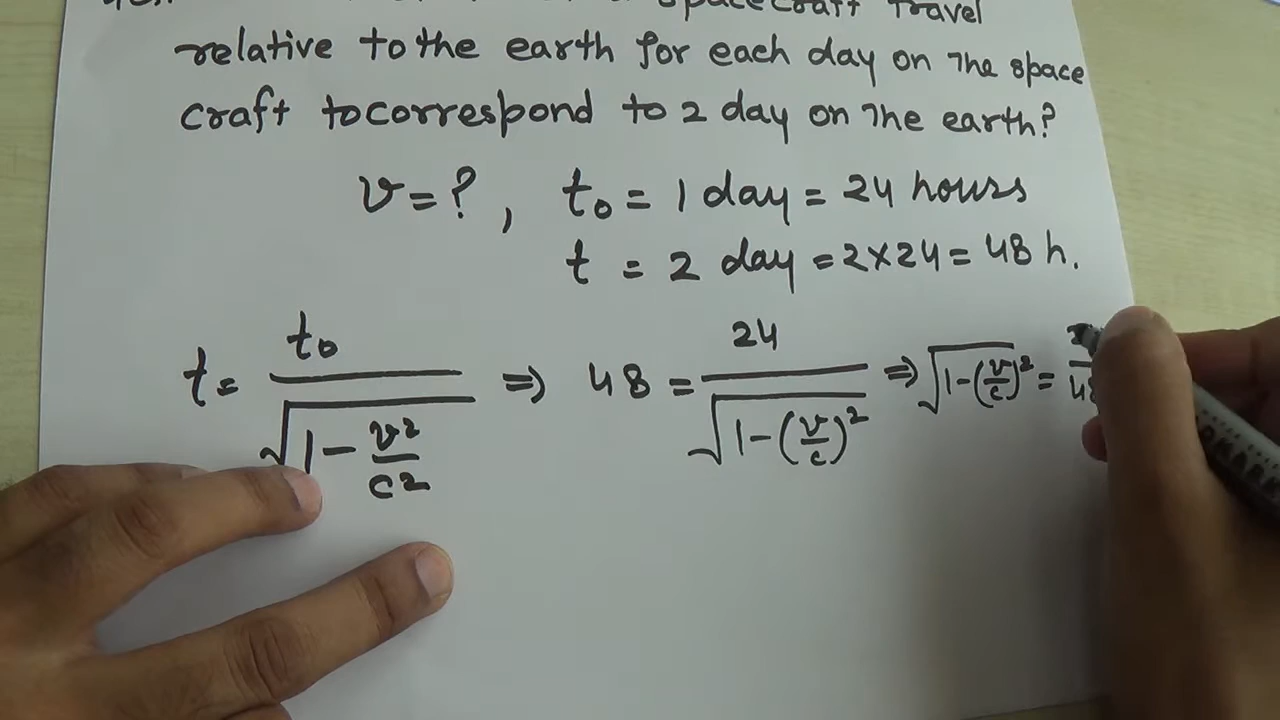 spacecraft Travel
relative to the earth for each day on The space
craft to correspond to 2 day on The earth?
v = ? , t₀ = 1 day = 24 hours
t = 2 day = 2×24 = 48 h.
t = t₀/√(1 - v²/c²) ⇒ 48 = 24/√(1-(v/c)²) ⇒ √(1-(v/c)²) =